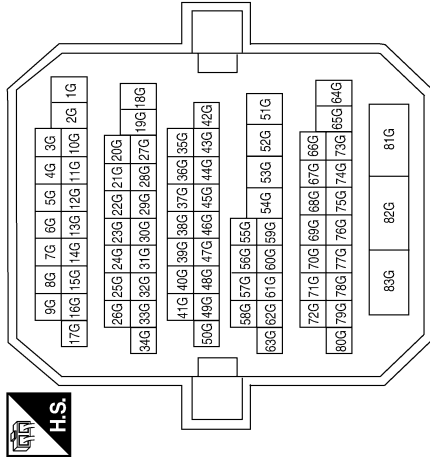 H.S.
9G 8G 7G 6G 5G 4G 3G
17G 16G 15G 14G 13G 12G 11G 10G 2G 1G
26G 25G 24G 23G 22G 21G 20G
34G 33G 32G 31G 30G 29G 28G 27G 19G 18G
41G 40G 39G 38G 37G 36G 35G
50G 49G 48G 47G 46G 45G 44G 43G 42G
58G 57G 56G 55G
63G 62G 61G 60G 59G 54G 53G 52G 51G
72G 71G 70G 69G 68G 67G 66G
80G 79G 78G 77G 76G 75G 74G 73G 65G 64G
83G 82G 81G